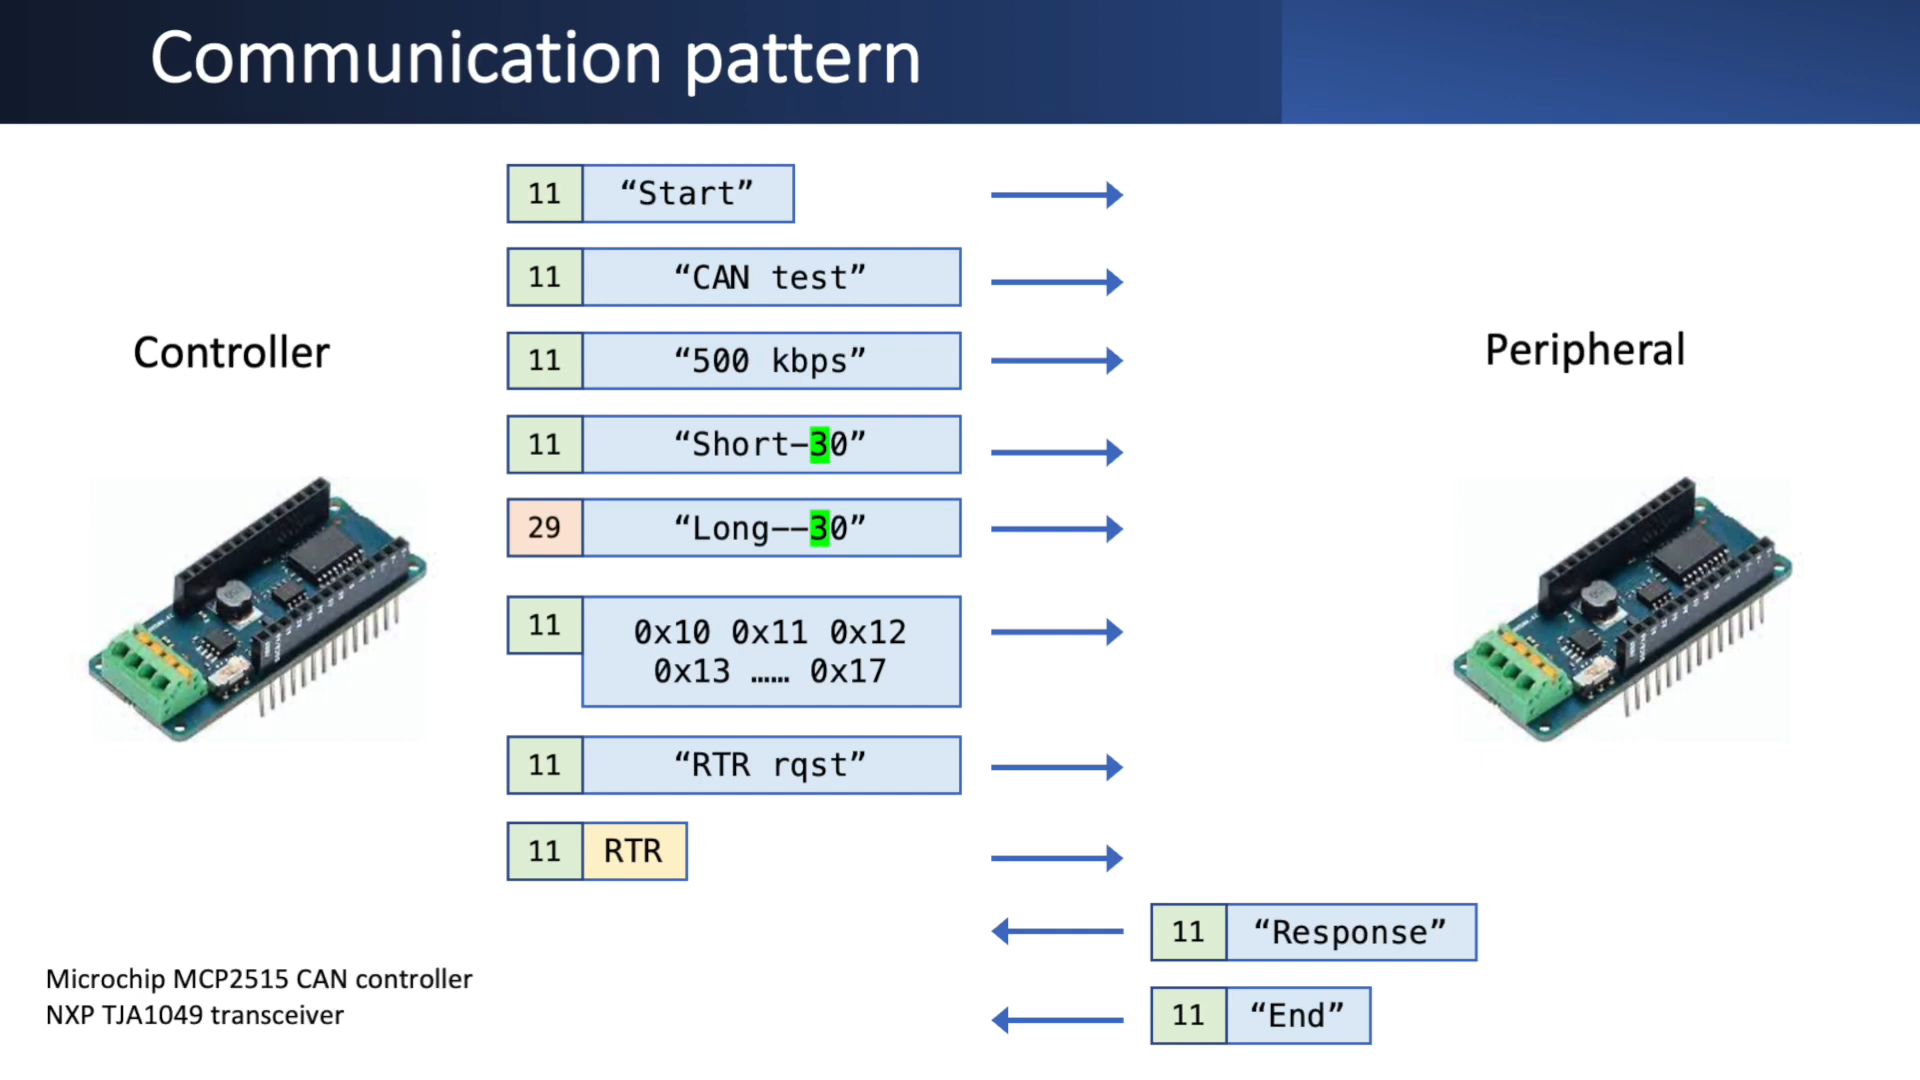 Communication pattern
11 “Start”
11 “CAN test”
11 “500 kbps”
Controller
Peripheral
11 “Short-30”
29 “Long--30”
11 0x10 0x11 0x12
0x13 …… 0x17
11 “RTR rqst”
11 RTR
11 “Response”
11 “End”
Microchip MCP2515 CAN controller
NXP TJA1049 transceiver